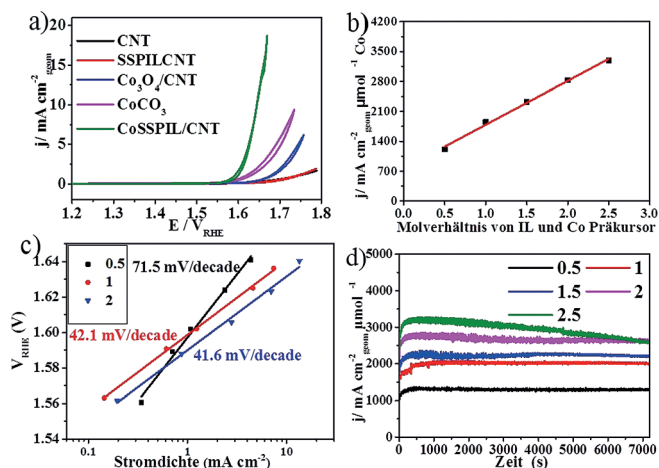 a)
j/ mA cm⁻²geom
20
15
10
5
0
CNT
SSPILCNT
Co₃O₄/CNT
CoCO₃
CoSSPIL/CNT
1.2 1.3 1.4 1.5 1.6 1.7 1.8
E / VRHE
b)
j/ mA cm⁻²geom μmol⁻¹ Co
4200
3500
2800
2100
1400
700
0
0.0 0.5 1.0 1.5 2.0 2.5 3.0
Molverhältnis von IL und Co Präkursor
c)
VRHE (V)
1.64
1.62
1.60
1.58
1.56
1.54
0.5
1
2
71.5 mV/decade
42.1 mV/decade
41.6 mV/decade
0.1 1 10
Stromdichte (mA cm⁻²)
d)
j/ mA cm⁻²geom μmol⁻¹
5000
4000
3000
2000
1000
0
0.5 1
1.5 2
2.5
0 1000 2000 3000 4000 5000 6000 7000
Zeit (s)